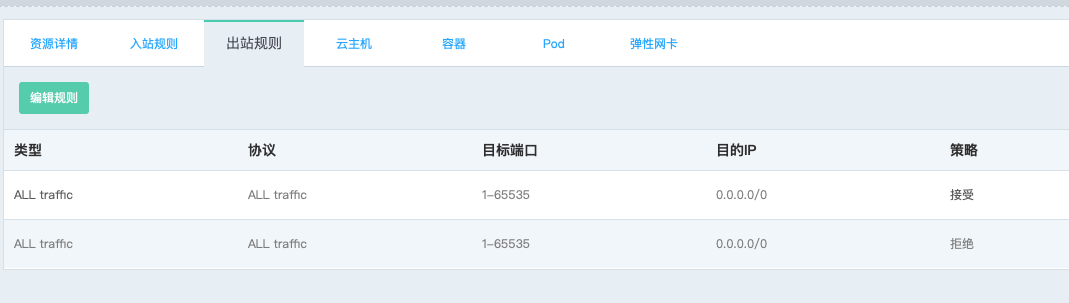 资源详情 入站规则 出站规则 云主机 容器 Pod 弹性网卡
编辑规则
类型 协议 目标端口 目的IP 策略
ALL traffic ALL traffic 1-65535 0.0.0.0/0 接受
ALL traffic ALL traffic 1-65535 0.0.0.0/0 拒绝